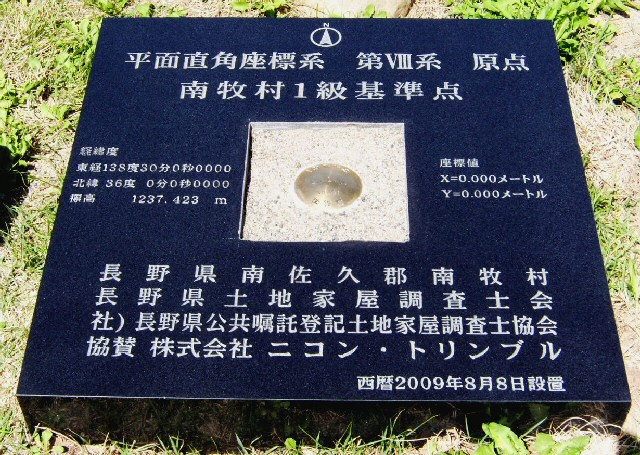 N
平面直角座標系 第Ⅷ系 原点
南牧村1級基準点
経緯度
東経138度30分0秒0000
北緯 36度 0分0秒0000
標高 1237.423 m
座標値
X=0.000メートル
Y=0.000メートル
長野県南佐久郡南牧村
長野県土地家屋調査士会
社)長野県公共嘱託登記土地家屋調査士協会
協賛 株式会社 ニコン・トリンブル
西暦2009年8月8日設置